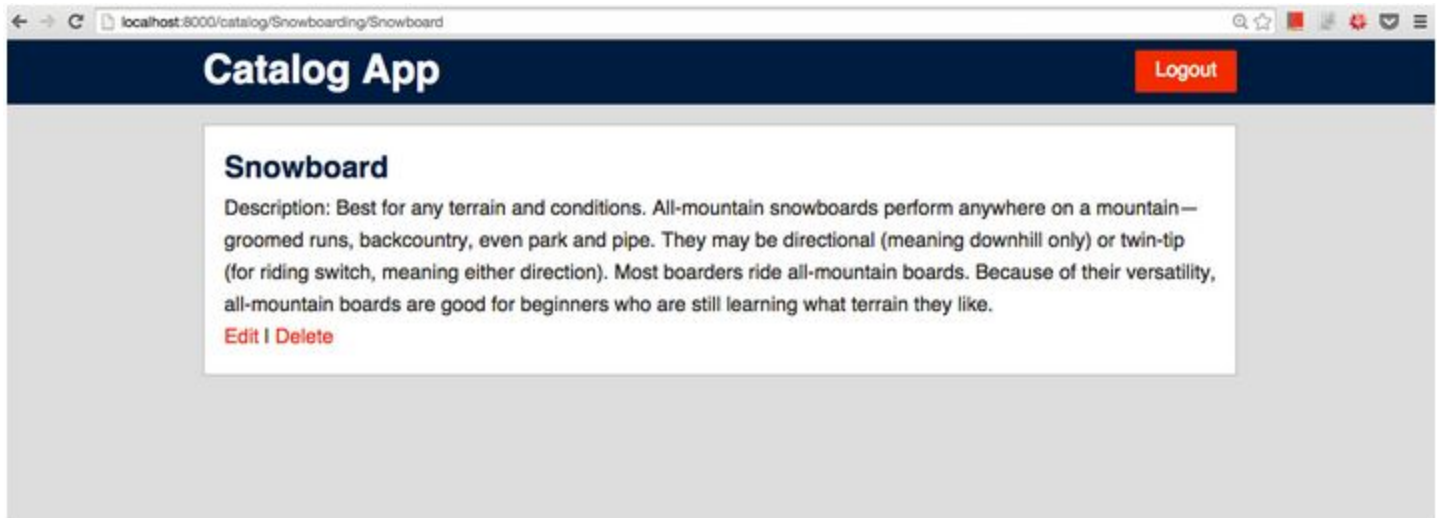 localhost:8000/catalog/Snowboarding/Snowboard
Catalog App
Logout
Snowboard
Description: Best for any terrain and conditions. All-mountain snowboards perform anywhere on a mountain—
groomed runs, backcountry, even park and pipe. They may be directional (meaning downhill only) or twin-tip
(for riding switch, meaning either direction). Most boarders ride all-mountain boards. Because of their versatility,
all-mountain boards are good for beginners who are still learning what terrain they like.
Edit | Delete